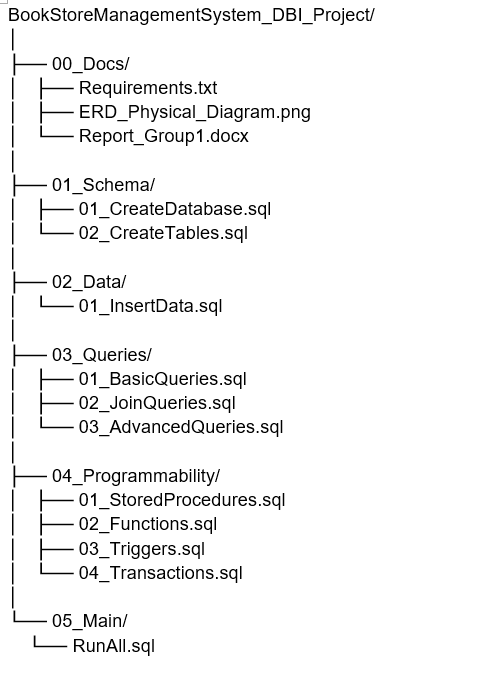 BookStoreManagementSystem_DBI_Project/
│
├── 00_Docs/
│   ├── Requirements.txt
│   ├── ERD_Physical_Diagram.png
│   └── Report_Group1.docx
│
├── 01_Schema/
│   ├── 01_CreateDatabase.sql
│   └── 02_CreateTables.sql
│
├── 02_Data/
│   └── 01_InsertData.sql
│
├── 03_Queries/
│   ├── 01_BasicQueries.sql
│   ├── 02_JoinQueries.sql
│   └── 03_AdvancedQueries.sql
│
├── 04_Programmability/
│   ├── 01_StoredProcedures.sql
│   ├── 02_Functions.sql
│   ├── 03_Triggers.sql
│   └── 04_Transactions.sql
│
└── 05_Main/
    └── RunAll.sql